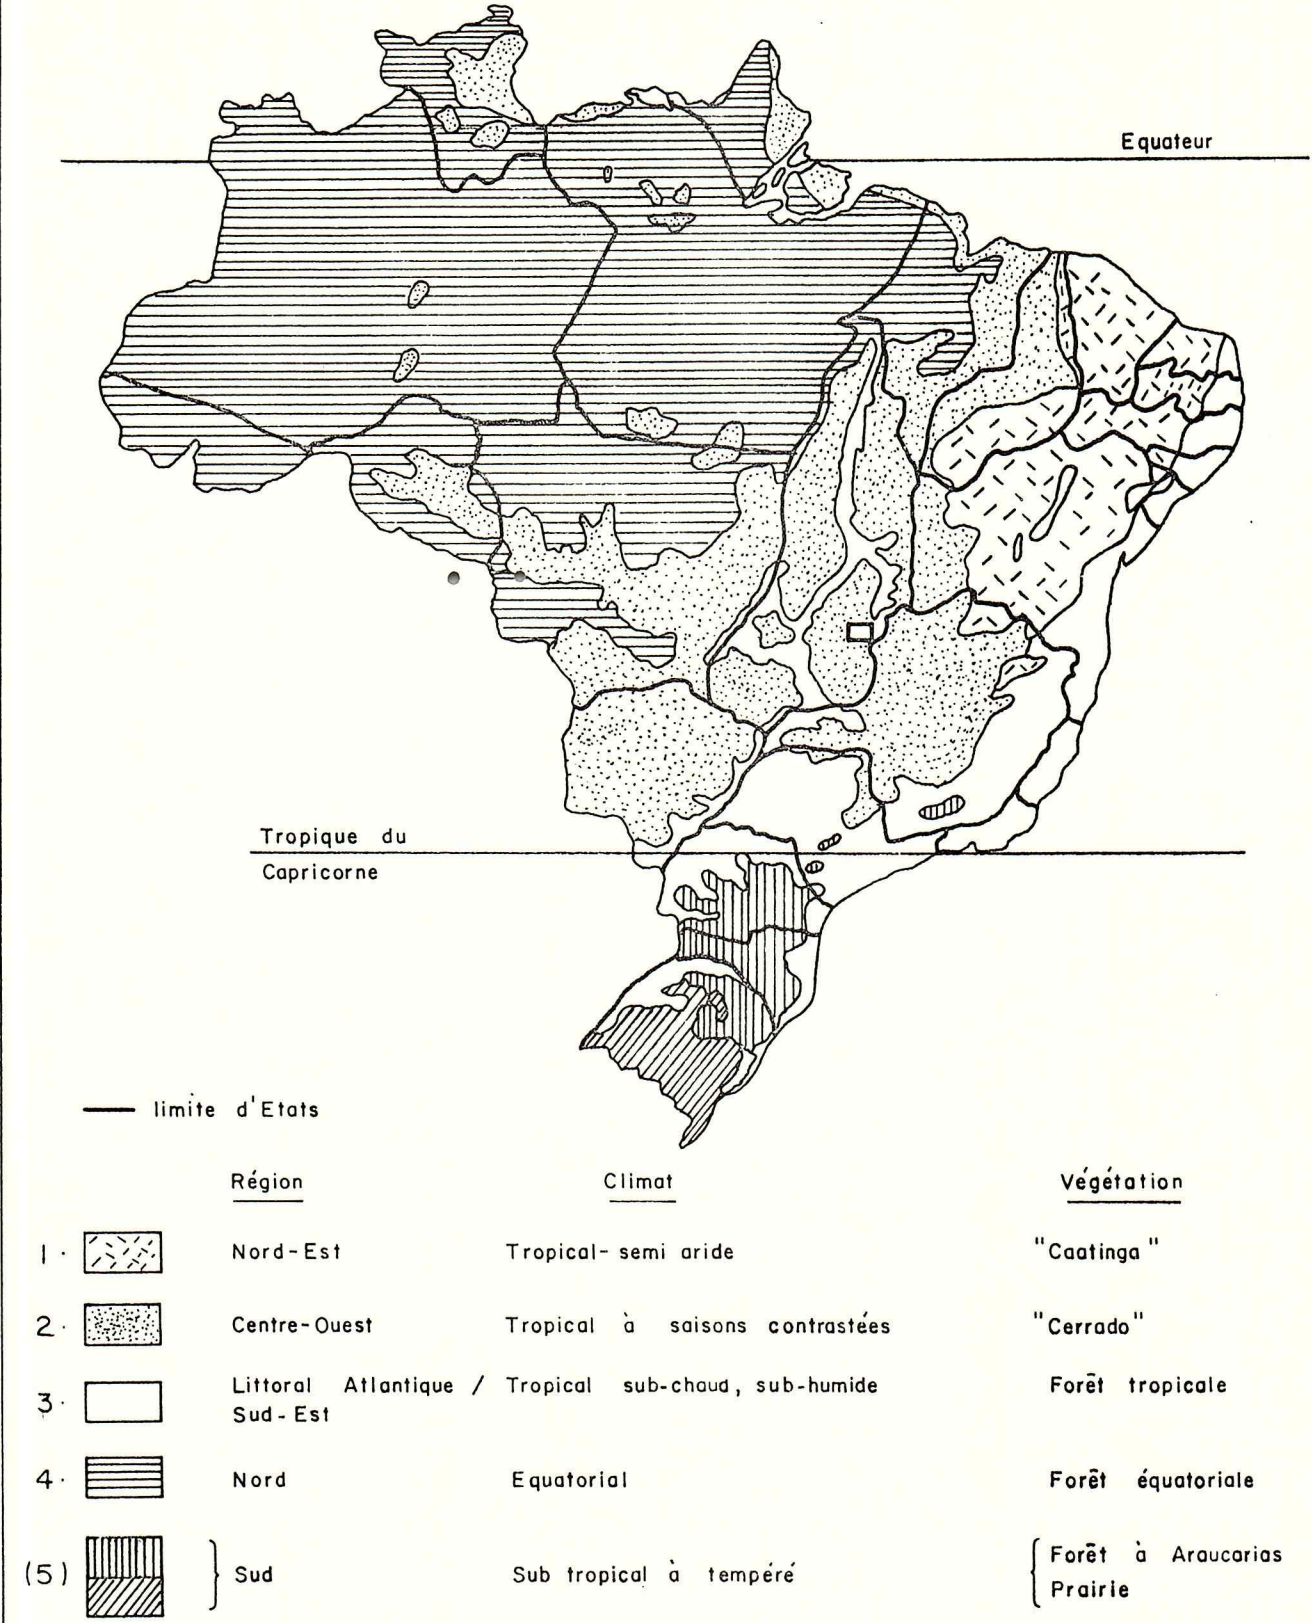 Equateur
Tropique du
Capricorne
limite d'Etats
Région Climat Végétation
1. Nord-Est Tropical- semi aride "Caatinga"
2. Centre-Ouest Tropical à saisons contrastées "Cerrado"
3. Littoral Atlantique / Tropical sub-chaud, sub-humide Forêt tropicale
Sud-Est
4. Nord Equatorial Forêt équatoriale
(5) Sud Sub tropical à tempéré Forêt à Araucarias
Prairie